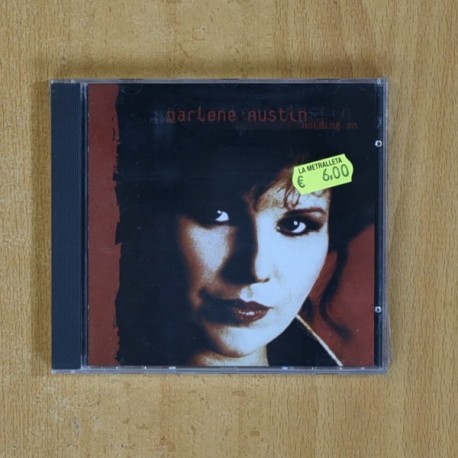 Darlene Austin
Holding on
LA METRALLETA
€ 6,00